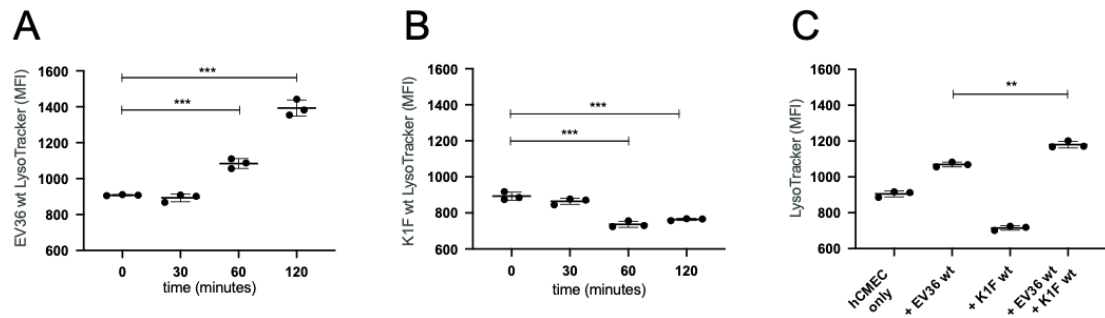 A
EV36 wt LysoTracker (MFI)
1600
1400
1200
1000
800
600
***
***
0 30 60 120
time (minutes)
B
K1F wt LysoTracker (MFI)
1600
1400
1200
1000
800
600
***
***
0 30 60 120
time (minutes)
C
LysoTracker (MFI)
1600
1400
1200
1000
800
600
**
hCMEC
only
+ EV36 wt
+ K1F wt
+ EV36 wt
+ K1F wt